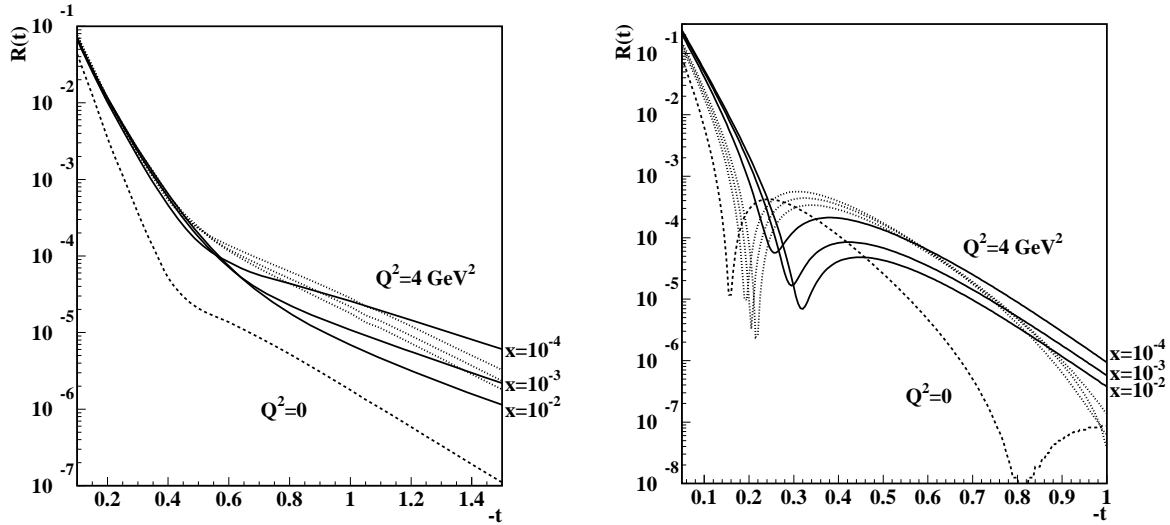 R(t)
10^-1
10^-2
10^-3
10^-4
10^-5
10^-6
10^-7
Q^2=4 GeV^2
Q^2=0
x=10^-4
x=10^-3
x=10^-2
0.2 0.4 0.6 0.8 1 1.2 1.4
-t
R(t)
10^-1
10^-2
10^-3
10^-4
10^-5
10^-6
10^-7
10^-8
Q^2=4 GeV^2
Q^2=0
x=10^-4
x=10^-3
x=10^-2
0.1 0.2 0.3 0.4 0.5 0.6 0.7 0.8 0.9 1
-t